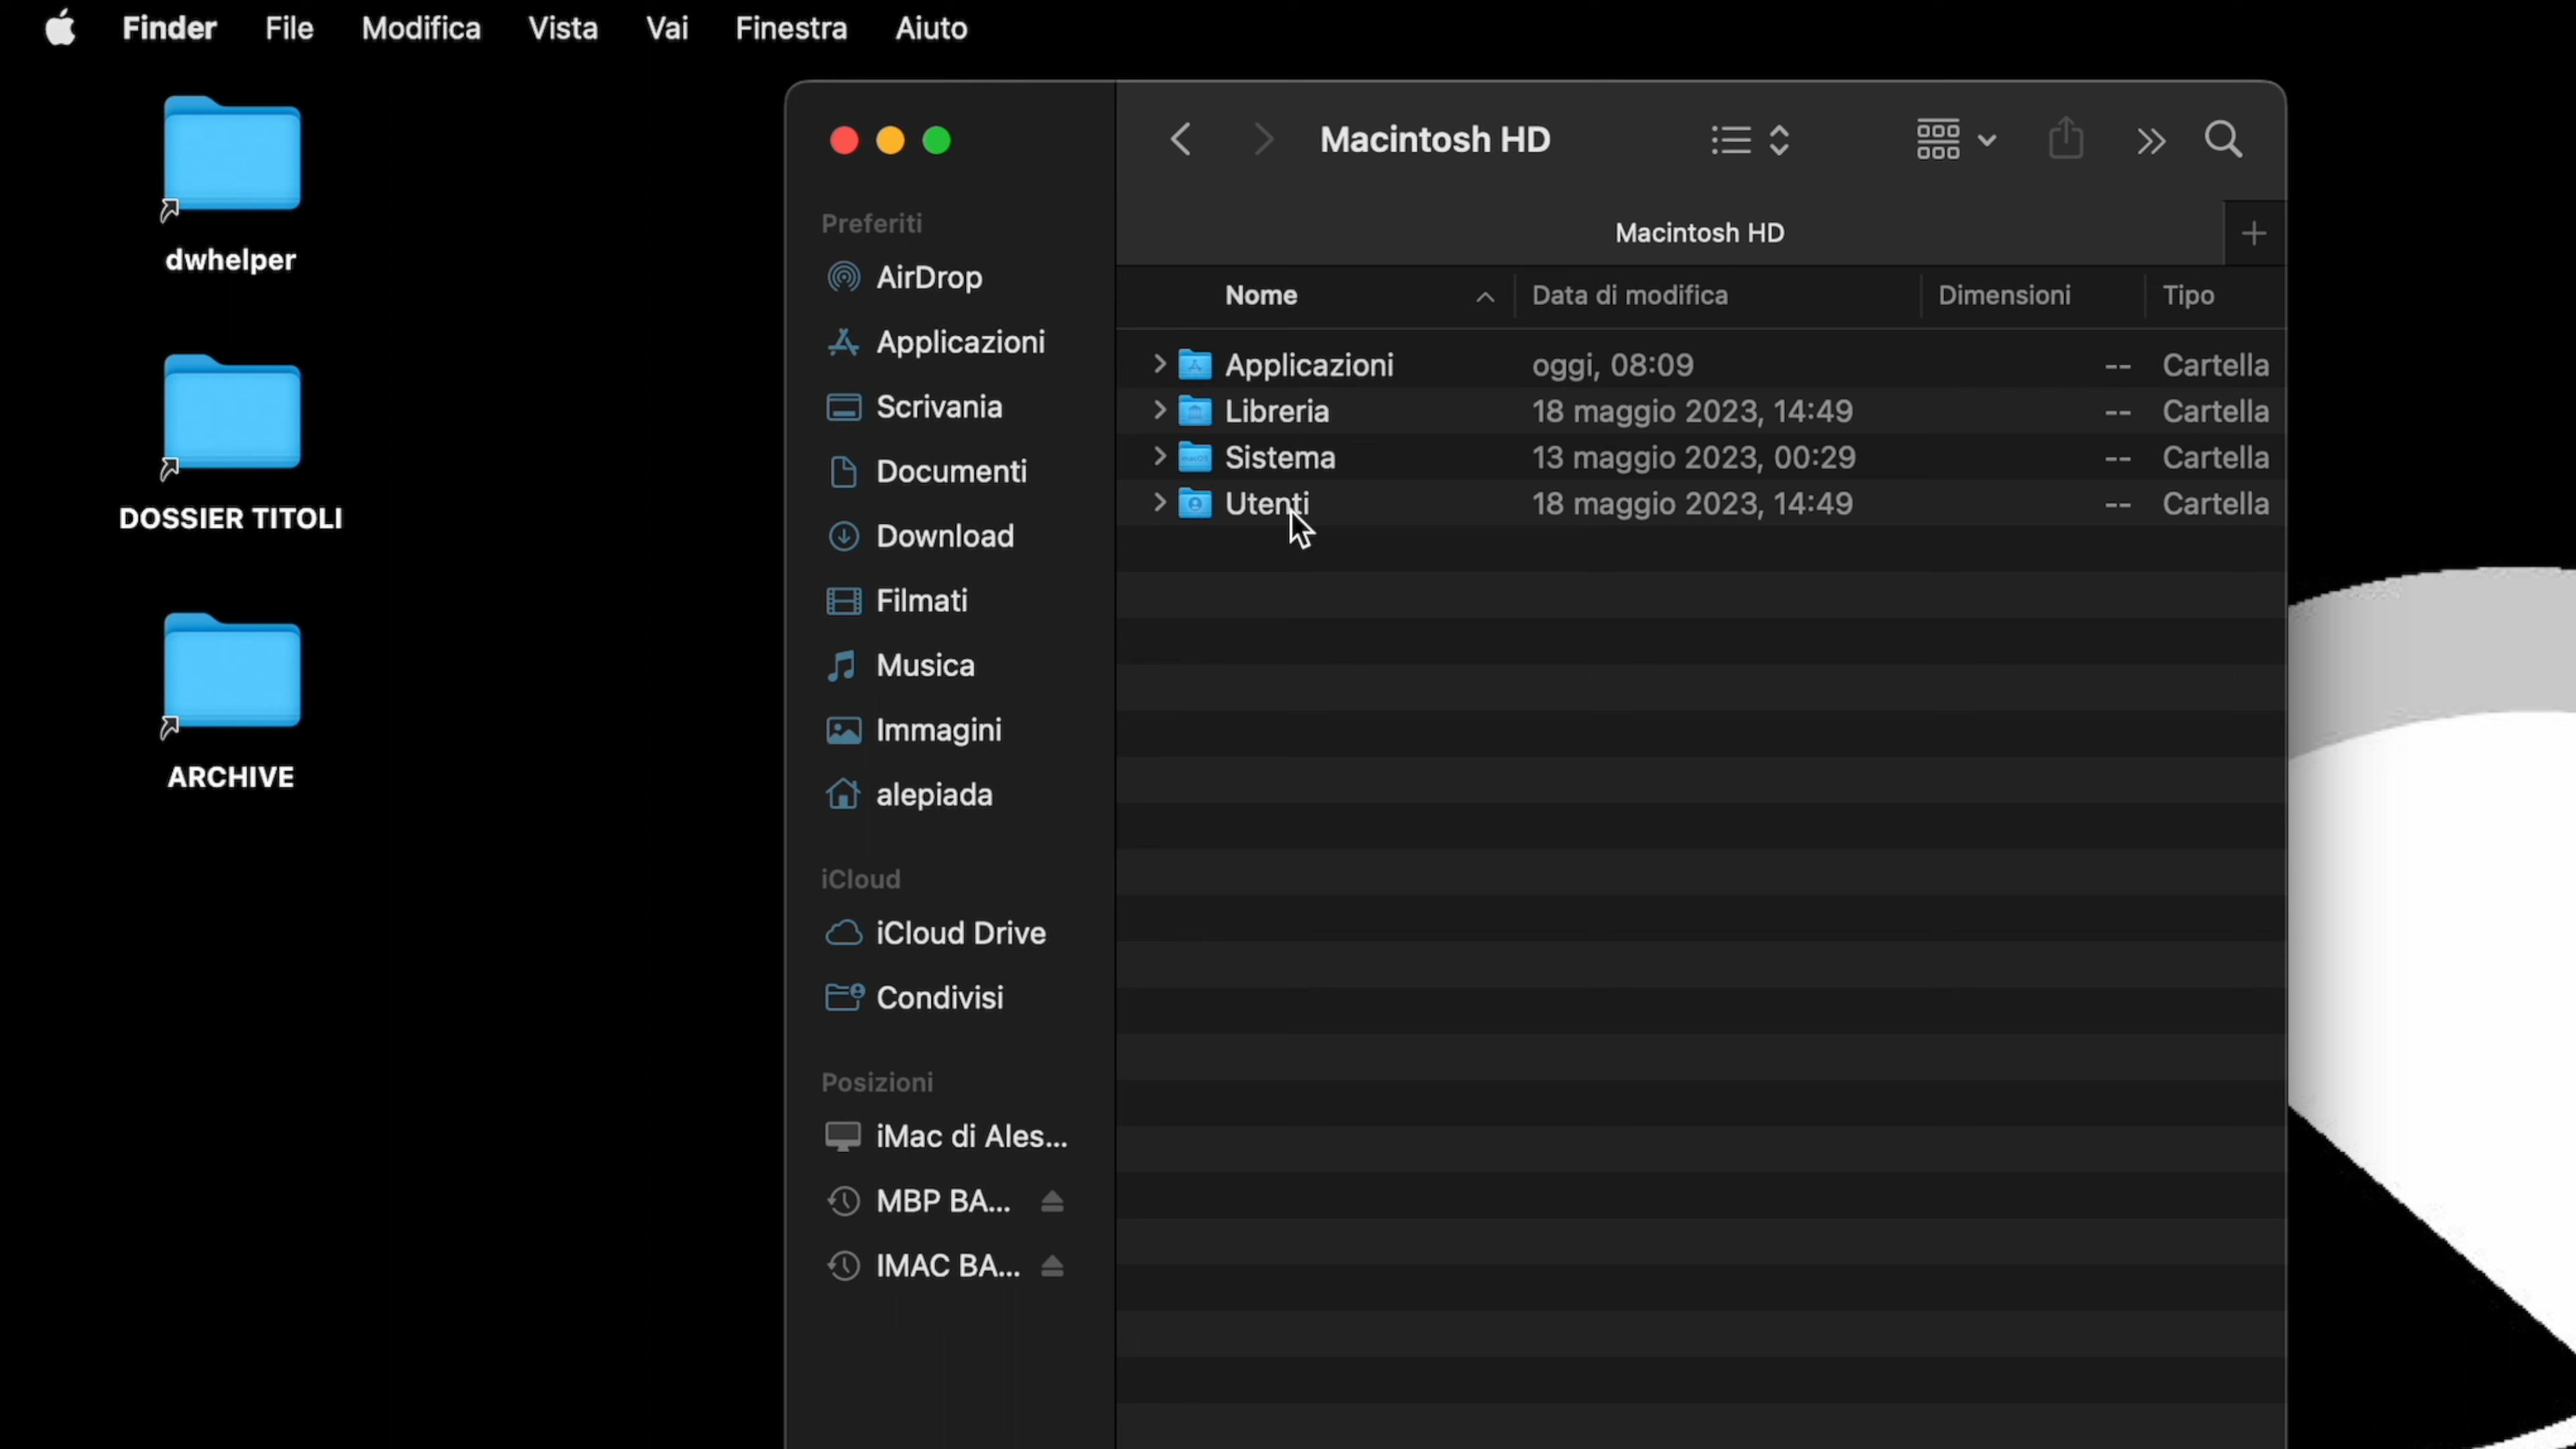 Finder File Modifica Vista Vai Finestra Aiuto
dwhelper
DOSSIER TITOLI
ARCHIVE
Preferiti
AirDrop
Applicazioni
Scrivania
Documenti
Download
Filmati
Musica
Immagini
alepiada
iCloud
iCloud Drive
Condivisi
Posizioni
iMac di Ales...
MBP BA...
IMAC BA...
Macintosh HD
Macintosh HD
Nome Data di modifica Dimensioni Tipo
Applicazioni oggi, 08:09 -- Cartella
Libreria 18 maggio 2023, 14:49 -- Cartella
Sistema 13 maggio 2023, 00:29 -- Cartella
Utenti 18 maggio 2023, 14:49 -- Cartella